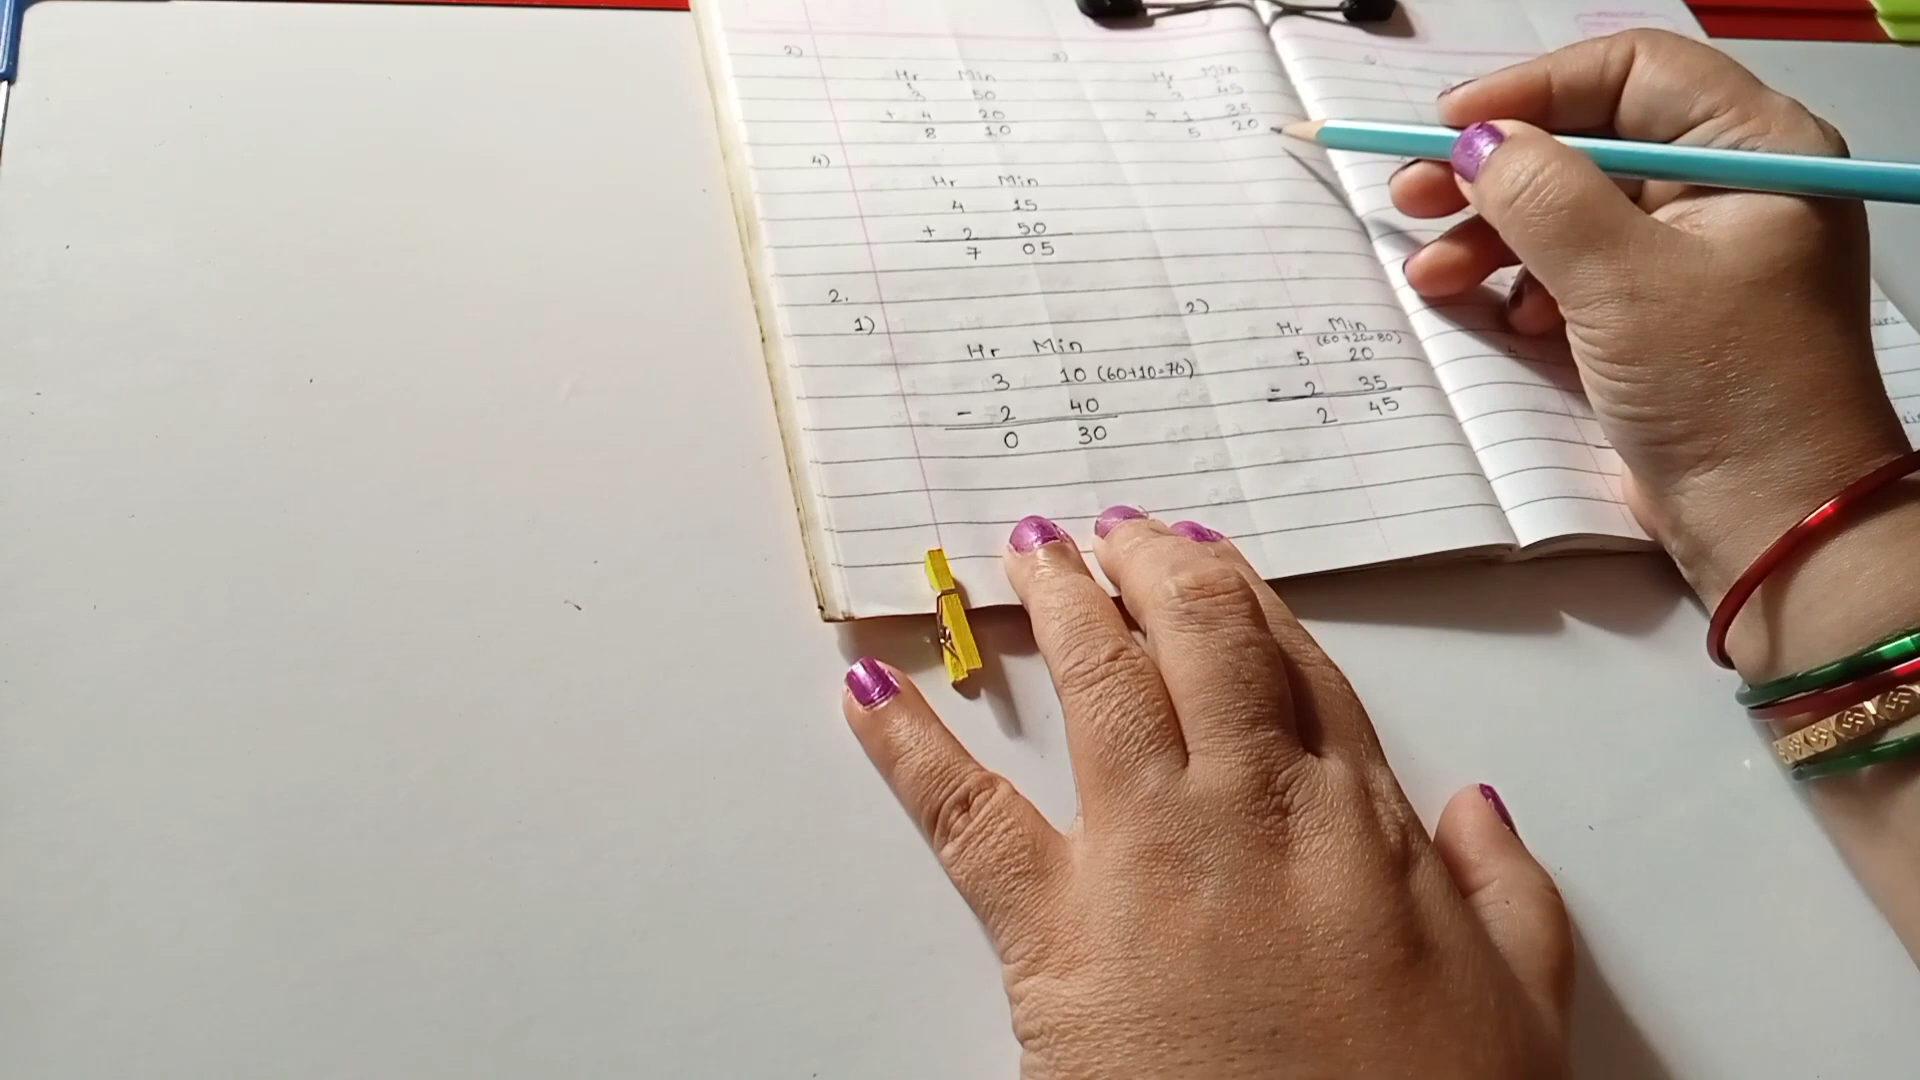 2)
Hr Min
1
3 50
+ 4 20
8 10
3)
Hr Min
1
3 45
+ 1 35
5 20
4)
Hr Min
4 15
+ 2 50
7 05
2.
1)
Hr Min
3 10 (60+10=70)
- 2 40
0 30
2)
Hr Min
(60+20=80)
5 20
- 2 35
2 45